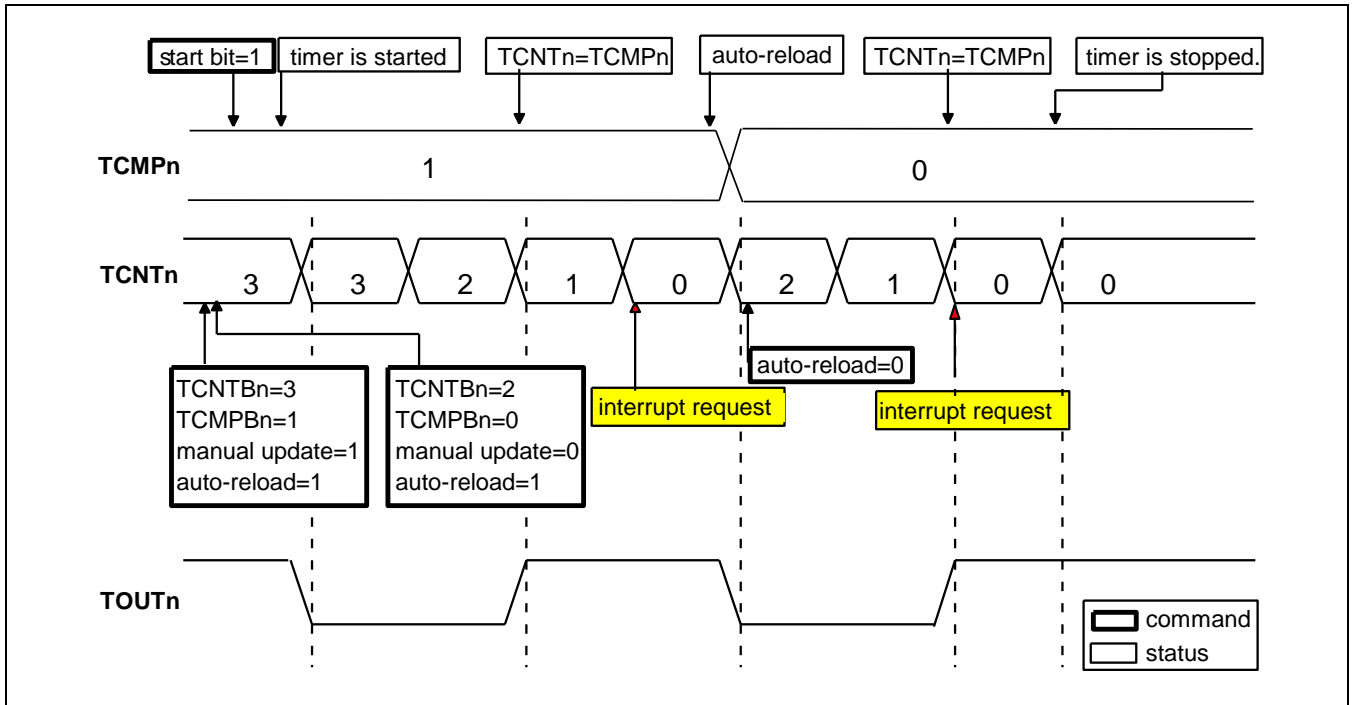 start bit=1
timer is started
TCNTn=TCMPn
auto-reload
TCNTn=TCMPn
timer is stopped.
TCMPn
1
0
TCNTn
3
3
2
1
0
2
1
0
0
auto-reload=0
TCNTBn=3
TCMPBn=1
manual update=1
auto-reload=1
TCNTBn=2
TCMPBn=0
manual update=0
auto-reload=1
interrupt request
interrupt request
TOUTn
command
status